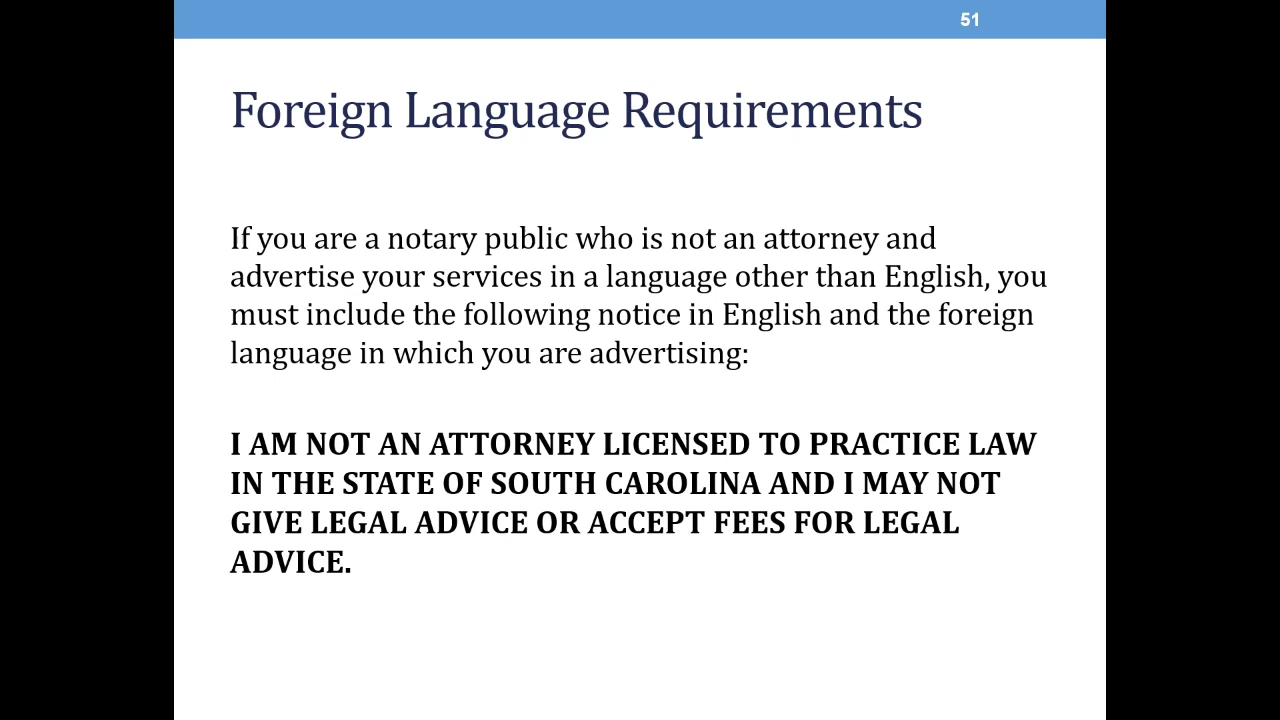 51
Foreign Language Requirements
If you are a notary public who is not an attorney and
advertise your services in a language other than English, you
must include the following notice in English and the foreign
language in which you are advertising:
I AM NOT AN ATTORNEY LICENSED TO PRACTICE LAW
IN THE STATE OF SOUTH CAROLINA AND I MAY NOT
GIVE LEGAL ADVICE OR ACCEPT FEES FOR LEGAL
ADVICE.